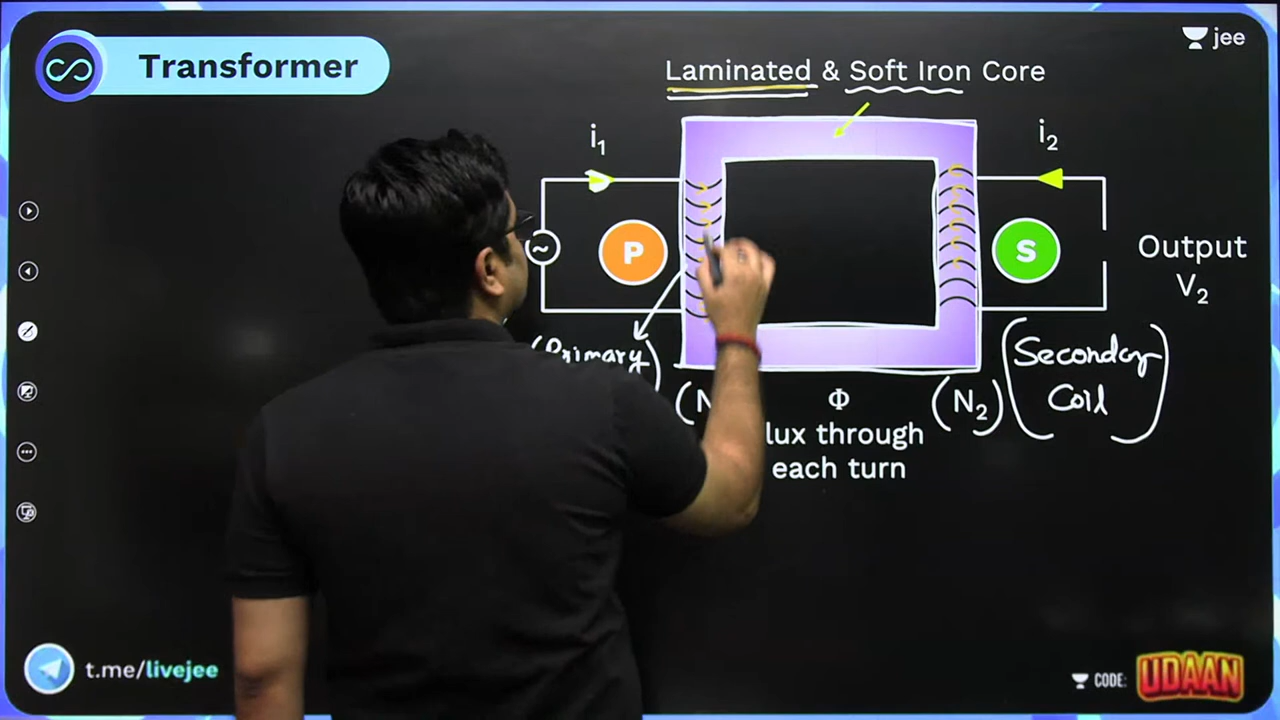 Transformer
jee
Laminated & Soft Iron Core
i₁
i₂
P
S
~
Output
V₂
(Primary
(N
Φ
(N₂)
(Secondary
Coil)
lux through
each turn
t.me/livejee
CODE: UDAAN